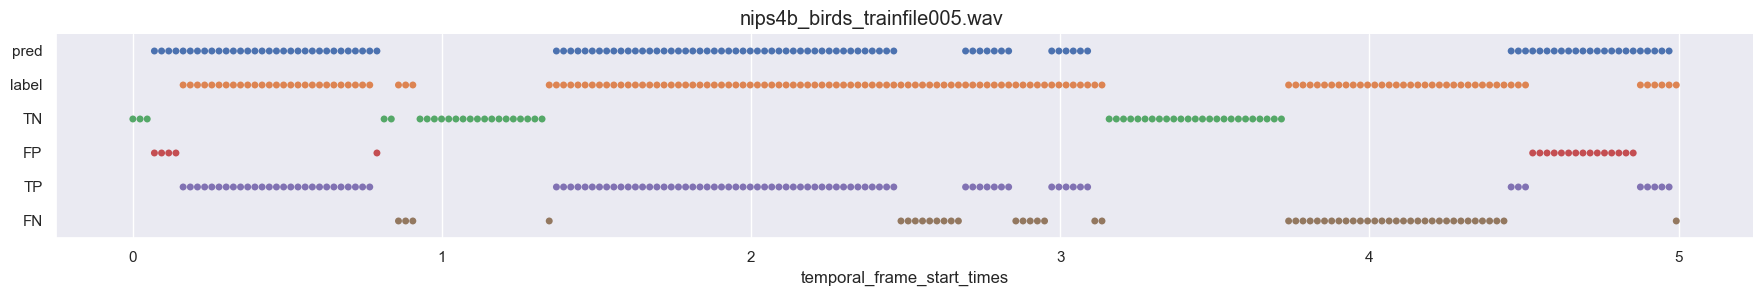 nips4b_birds_trainfile005.wav
pred
label
TN
FP
TP
FN
0 1 2 3 4 5
temporal_frame_start_times